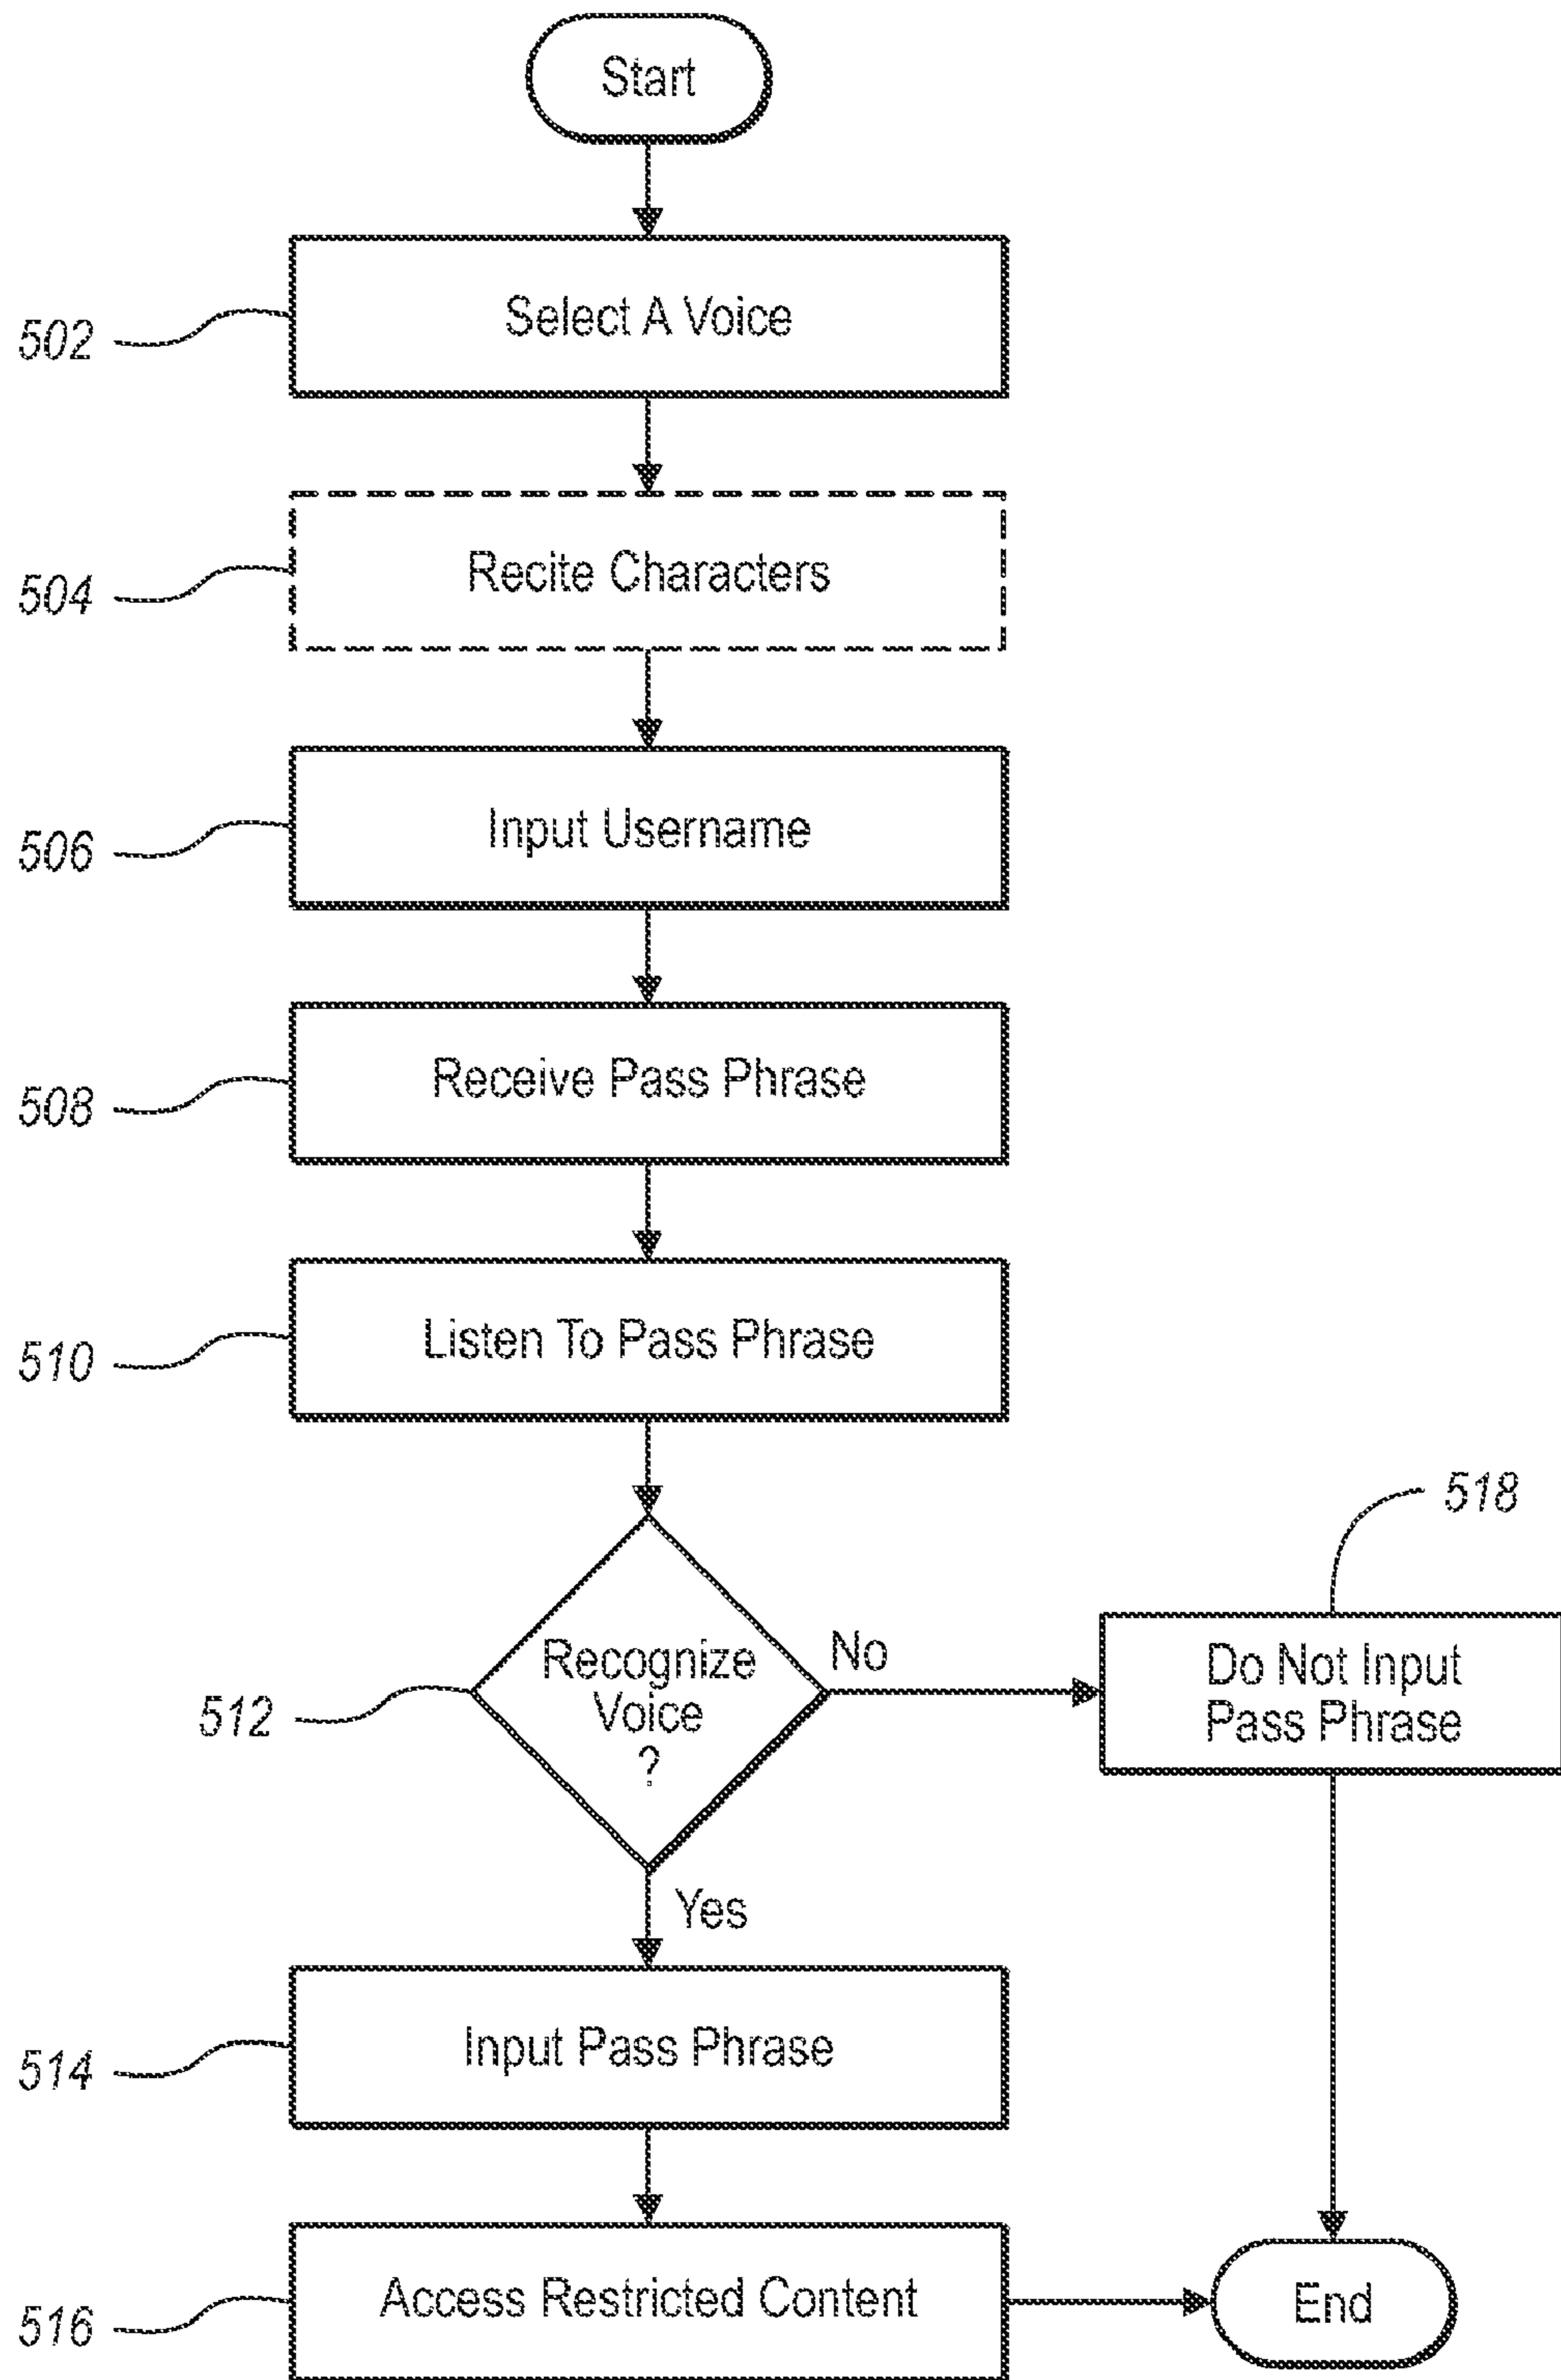 Start
502
Select A Voice
504
Recite Characters
506
Input Username
508
Receive Pass Phrase
510
Listen To Pass Phrase
512
Recognize
Voice
?
No
518
Do Not Input
Pass Phrase
Yes
514
Input Pass Phrase
516
Access Restricted Content
End